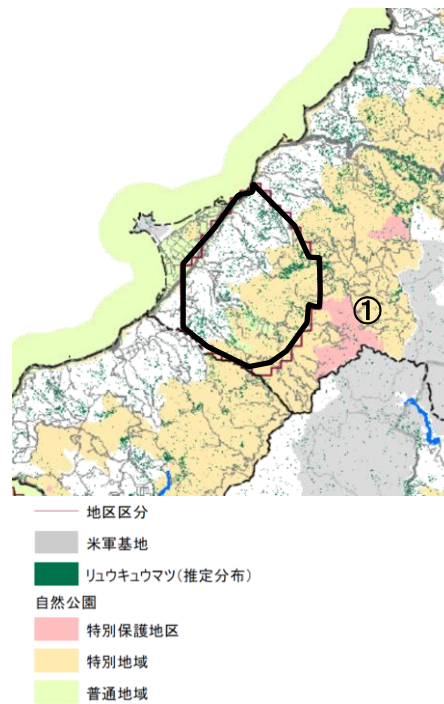 ①
地区区分
米軍基地
リュウキュウマツ(推定分布)
自然公園
特別保護地区
特別地域
普通地域